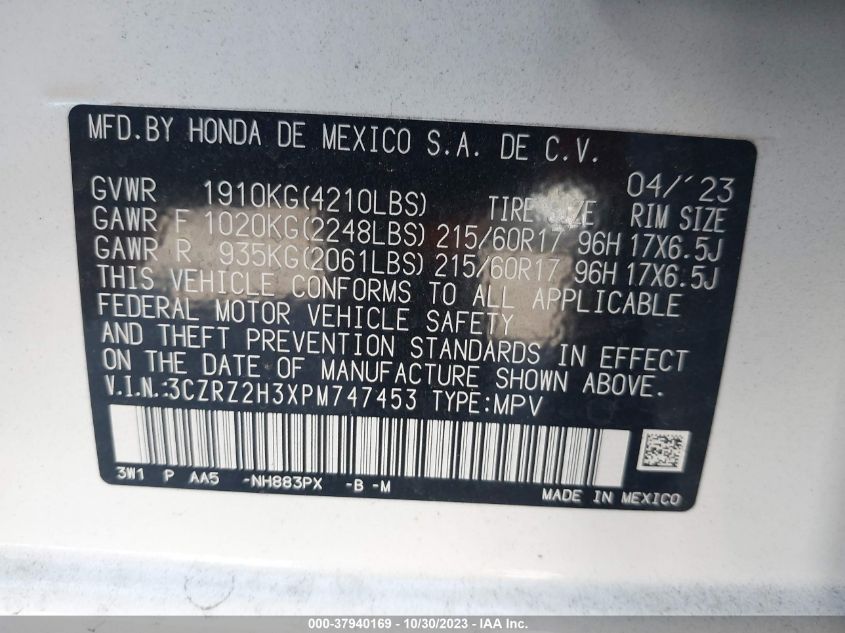 MFD.BY HONDA DE MEXICO S.A. DE C.V.
04/'23
GVWR 1910KG(4210LBS) TIRE SIZE RIM SIZE
GAWR F 1020KG(2248LBS) 215/60R17 96H 17X6.5J
GAWR R 935KG(2061LBS) 215/60R17 96H 17X6.5J
THIS VEHICLE CONFORMS TO ALL APPLICABLE
FEDERAL MOTOR VEHICLE SAFETY
AND THEFT PREVENTION STANDARDS IN EFFECT
ON THE DATE OF MANUFACTURE SHOWN ABOVE.
V.I.N.:3CZRZ2H3XPM747453 TYPE:MPV
3W1 P AA5 -NH883PX -B -M
MADE IN MEXICO
000-37940169 - 10/30/2023 - IAA Inc.